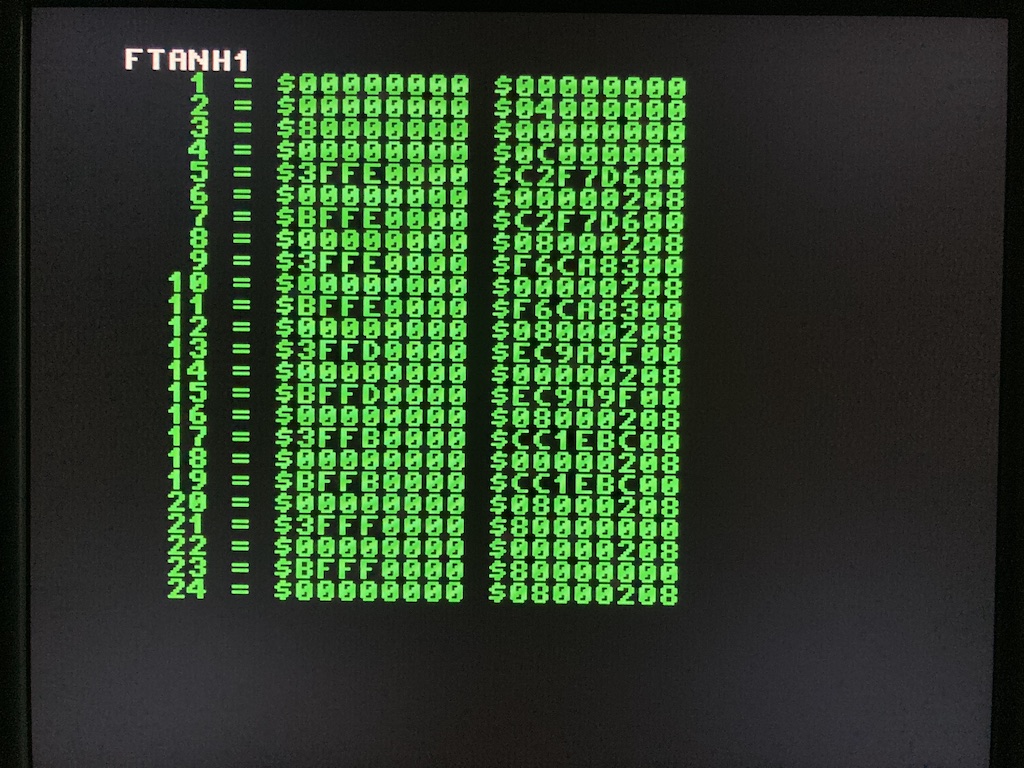 FTANH1
1 = $00000000 $00000000
2 = $00000000 $04000000
3 = $80000000 $00000000
4 = $00000000 $0C000000
5 = $3FFE0000 $C2F7D600
6 = $00000000 $00000208
7 = $BFFE0000 $C2F7D600
8 = $00000000 $08000208
9 = $3FFE0000 $F6CA8300
10 = $00000000 $00000208
11 = $BFFE0000 $F6CA8300
12 = $00000000 $08000208
13 = $3FFD0000 $EC9A9F00
14 = $00000000 $00000208
15 = $BFFD0000 $EC9A9F00
16 = $00000000 $08000208
17 = $3FFB0000 $CC1EBC00
18 = $00000000 $00000208
19 = $BFFB0000 $CC1EBC00
20 = $00000000 $08000208
21 = $3FFF0000 $80000000
22 = $00000000 $00000208
23 = $BFFF0000 $80000000
24 = $00000000 $08000208